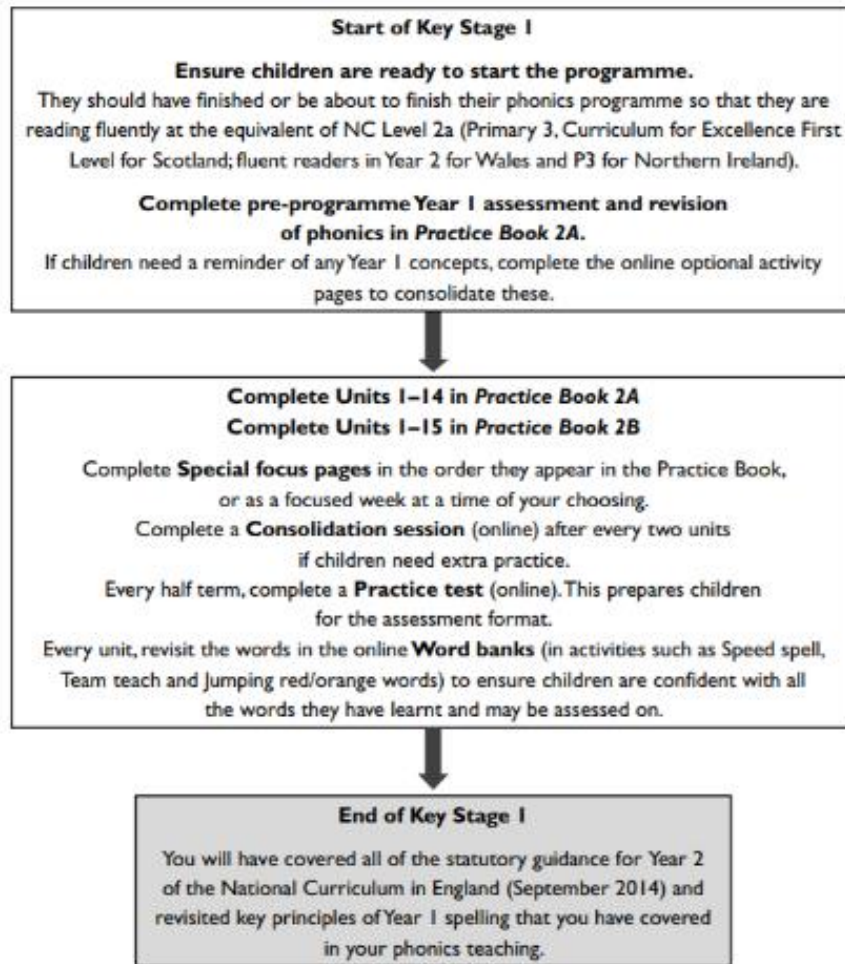 Start of Key Stage 1
Ensure children are ready to start the programme.
They should have finished or be about to finish their phonics programme so that they are
reading fluently at the equivalent of NC Level 2a (Primary 3, Curriculum for Excellence First
Level for Scotland; fluent readers in Year 2 for Wales and P3 for Northern Ireland).
Complete pre-programme Year 1 assessment and revision
of phonics in Practice Book 2A.
If children need a reminder of any Year 1 concepts, complete the online optional activity
pages to consolidate these.
Complete Units 1–14 in Practice Book 2A
Complete Units 1–15 in Practice Book 2B
Complete Special focus pages in the order they appear in the Practice Book,
or as a focused week at a time of your choosing.
Complete a Consolidation session (online) after every two units
if children need extra practice.
Every half term, complete a Practice test (online). This prepares children
for the assessment format.
Every unit, revisit the words in the online Word banks (in activities such as Speed spell,
Team teach and Jumping red/orange words) to ensure children are confident with all
the words they have learnt and may be assessed on.
End of Key Stage 1
You will have covered all of the statutory guidance for Year 2
of the National Curriculum in England (September 2014) and
revisited key principles of Year 1 spelling that you have covered
in your phonics teaching.